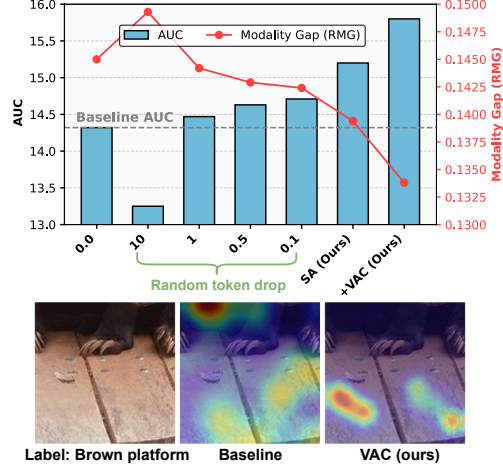 16.0
15.5
15.0
14.5
14.0
13.5
13.0
AUC
AUC
Modality Gap (RMG)
Baseline AUC
0.1500
0.1475
0.1450
0.1425
0.1400
0.1375
0.1350
0.1325
0.1300
Modality Gap (RMG)
0.0
10
1
0.5
0.1
SA (Ours)
+VAC (Ours)
Random token drop
Label: Brown platform
Baseline
VAC (ours)